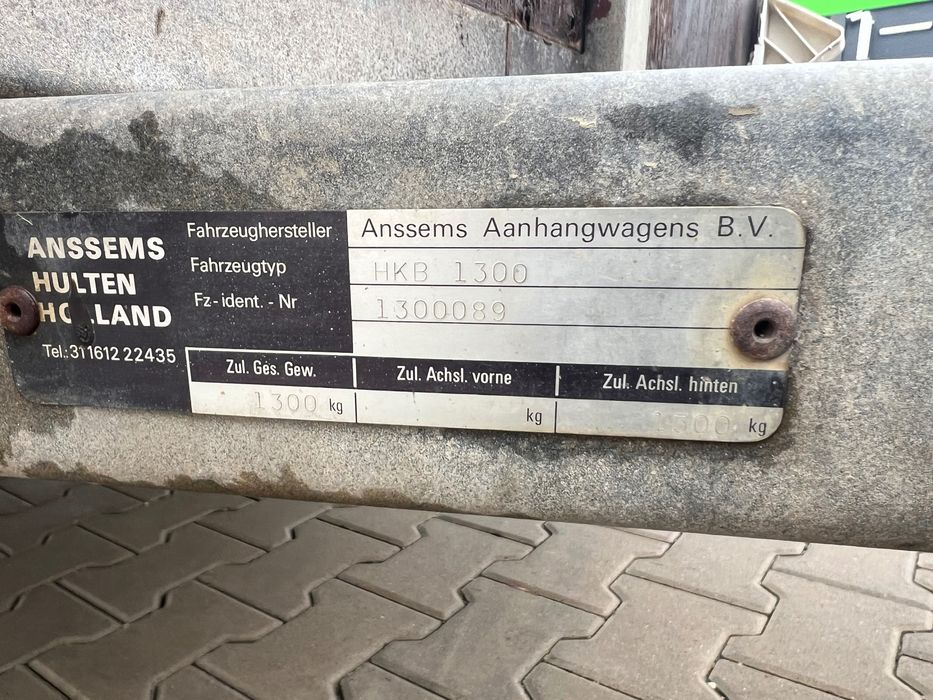 ANSSEMS
HULTEN
HOLLAND
Tel.: 31 1612 22435
Fahrzeughersteller Anssems Aanhangwagens B.V.
Fahrzeugtyp HKB 1300
Fz-ident. - Nr 1300089
Zul. Ges. Gew. Zul. Achsl. vorne Zul. Achsl. hinten
1300 kg kg 1300 kg